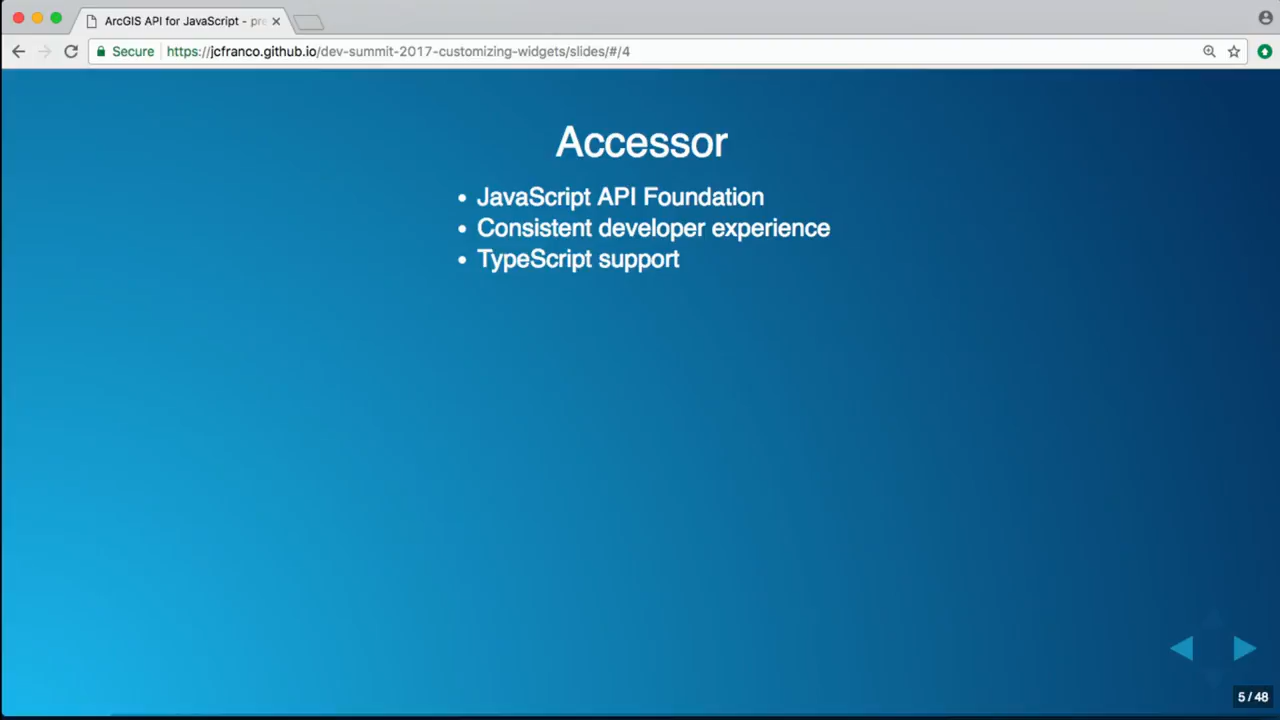 ArcGIS API for JavaScript - pre
Secure https://jcfranco.github.io/dev-summit-2017-customizing-widgets/slides/#/4
Accessor
• JavaScript API Foundation
• Consistent developer experience
• TypeScript support
5 / 48